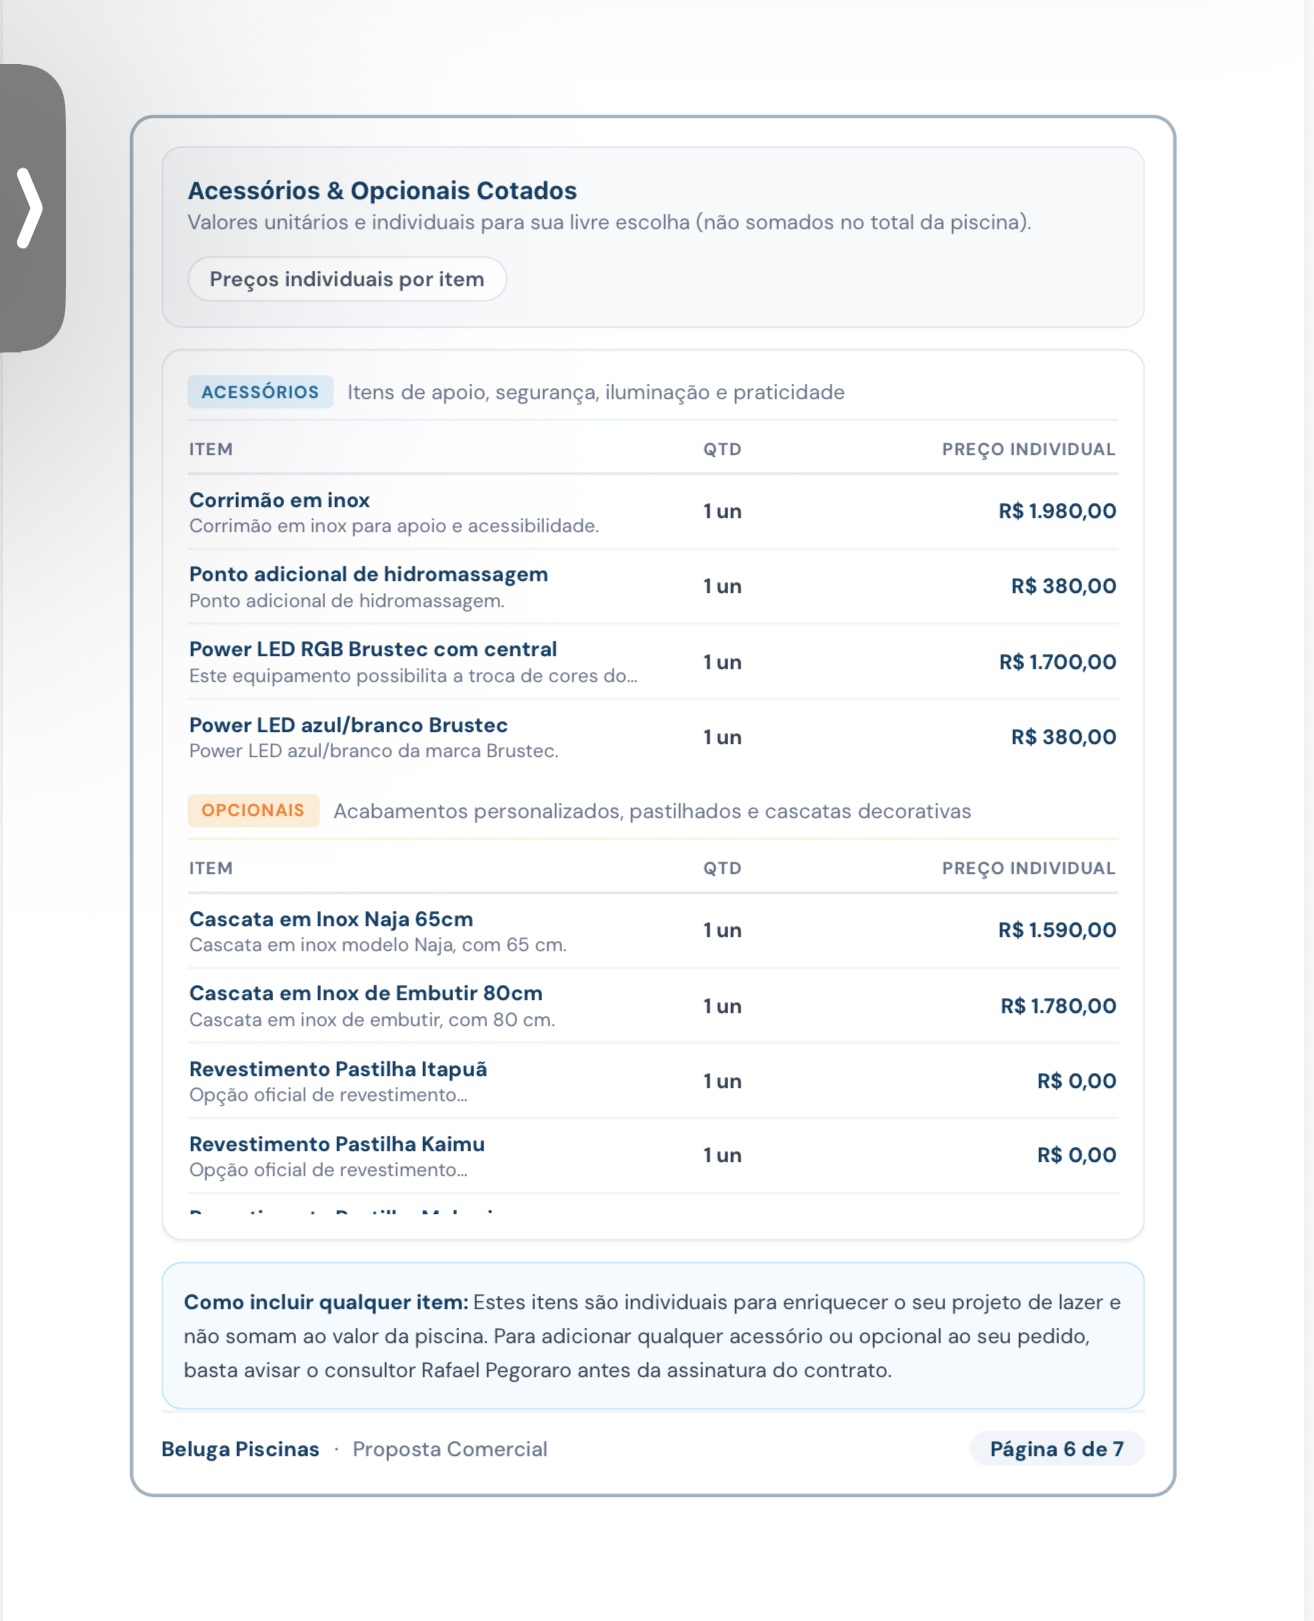 Acessórios & Opcionais Cotados
Valores unitários e individuais para sua livre escolha (não somados no total da piscina).
Preços individuais por item
ACESSÓRIOS Itens de apoio, segurança, iluminação e praticidade
ITEM QTD PREÇO INDIVIDUAL
Corrimão em inox
Corrimão em inox para apoio e acessibilidade.
1 un R$ 1.980,00
Ponto adicional de hidromassagem
Ponto adicional de hidromassagem.
1 un R$ 380,00
Power LED RGB Brustec com central
Este equipamento possibilita a troca de cores do...
1 un R$ 1.700,00
Power LED azul/branco Brustec
Power LED azul/branco da marca Brustec.
1 un R$ 380,00
OPCIONAIS Acabamentos personalizados, pastilhados e cascatas decorativas
ITEM QTD PREÇO INDIVIDUAL
Cascata em Inox Naja 65cm
Cascata em inox modelo Naja, com 65 cm.
1 un R$ 1.590,00
Cascata em Inox de Embutir 80cm
Cascata em inox de embutir, com 80 cm.
1 un R$ 1.780,00
Revestimento Pastilha Itapuã
Opção oficial de revestimento...
1 un R$ 0,00
Revestimento Pastilha Kaimu
Opção oficial de revestimento...
1 un R$ 0,00
Revestimento Pastilha
Como incluir qualquer item: Estes itens são individuais para enriquecer o seu projeto de lazer e
não somam ao valor da piscina. Para adicionar qualquer acessório ou opcional ao seu pedido,
basta avisar o consultor Rafael Pegoraro antes da assinatura do contrato.
Beluga Piscinas · Proposta Comercial Página 6 de 7